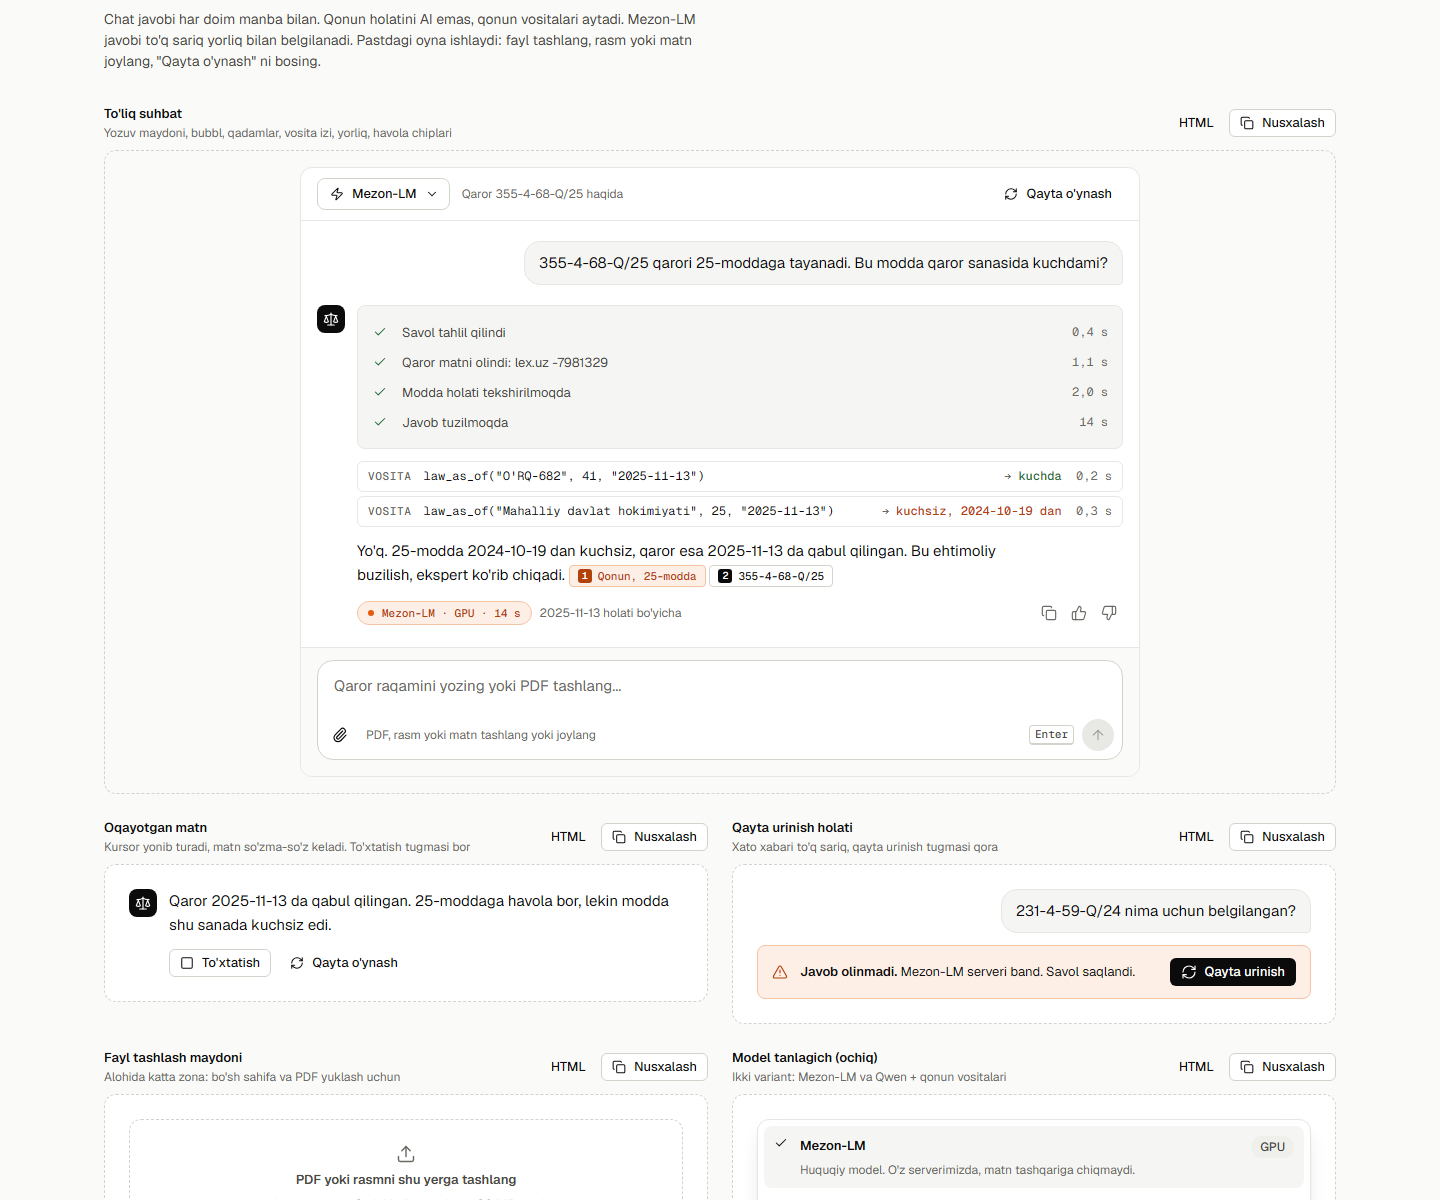 Chat javobi har doim manba bilan. Qonun holatini AI emas, qonun vositalari aytadi. Mezon-LM
javobi to'q sariq yorliq bilan belgilanadi. Pastdagi oyna ishlaydi: fayl tashlang, rasm yoki matn
joylang, "Qayta o'ynash" ni bosing.
To'liq suhbat
Yozuv maydoni, bubbl, qadamlar, vosita izi, yorliq, havola chiplari
HTML Nusxalash
Mezon-LM Qaror 355-4-68-Q/25 haqida Qayta o'ynash
355-4-68-Q/25 qarori 25-moddaga tayanadi. Bu modda qaror sanasida kuchdami?
Savol tahlil qilindi 0,4 s
Qaror matni olindi: lex.uz -7981329 1,1 s
Modda holati tekshirilmoqda 2,0 s
Javob tuzilmoqda 14 s
VOSITA law_as_of("O'RQ-682", 41, "2025-11-13") → kuchda 0,2 s
VOSITA law_as_of("Mahalliy davlat hokimiyati", 25, "2025-11-13") → kuchsiz, 2024-10-19 dan 0,3 s
Yo'q. 25-modda 2024-10-19 dan kuchsiz, qaror esa 2025-11-13 da qabul qilingan. Bu ehtimoliy
buzilish, ekspert ko'rib chiqadi. 1 Qonun, 25-modda 2 355-4-68-Q/25
Mezon-LM · GPU · 14 s 2025-11-13 holati bo'yicha
Qaror raqamini yozing yoki PDF tashlang...
PDF, rasm yoki matn tashlang yoki joylang Enter
Oqayotgan matn
Kursor yonib turadi, matn so'zma-so'z keladi. To'xtatish tugmasi bor
HTML Nusxalash
Qaror 2025-11-13 da qabul qilingan. 25-moddaga havola bor, lekin modda
shu sanada kuchsiz edi.
To'xtatish Qayta o'ynash
Qayta urinish holati
Xato xabari to'q sariq, qayta urinish tugmasi qora
HTML Nusxalash
231-4-59-Q/24 nima uchun belgilangan?
Javob olinmadi. Mezon-LM serveri band. Savol saqlandi. Qayta urinish
Fayl tashlash maydoni
Alohida katta zona: bo'sh sahifa va PDF yuklash uchun
HTML Nusxalash
PDF yoki rasmni shu yerga tashlang
Model tanlagich (ochiq)
Ikki variant: Mezon-LM va Qwen + qonun vositalari
HTML Nusxalash
Mezon-LM GPU
Huquqiy model. O'z serverimizda, matn tashqariga chiqmaydi.